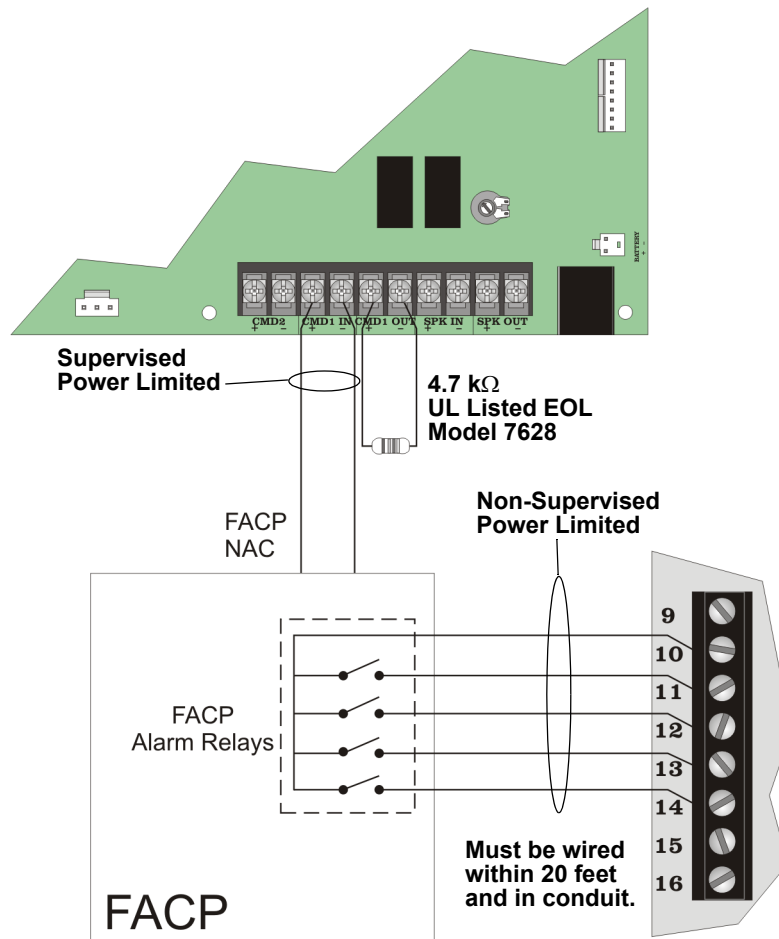 BATTERY
+ -
CMD2 CMD1 IN CMD1 OUT SPK IN SPK OUT
+ - + - + - + - + -
Supervised
Power Limited
4.7 kΩ
UL Listed EOL
Model 7628
FACP
NAC
Non-Supervised
Power Limited
FACP
Alarm Relays
9
10
11
12
13
14
15
16
Must be wired
within 20 feet
and in conduit.
FACP